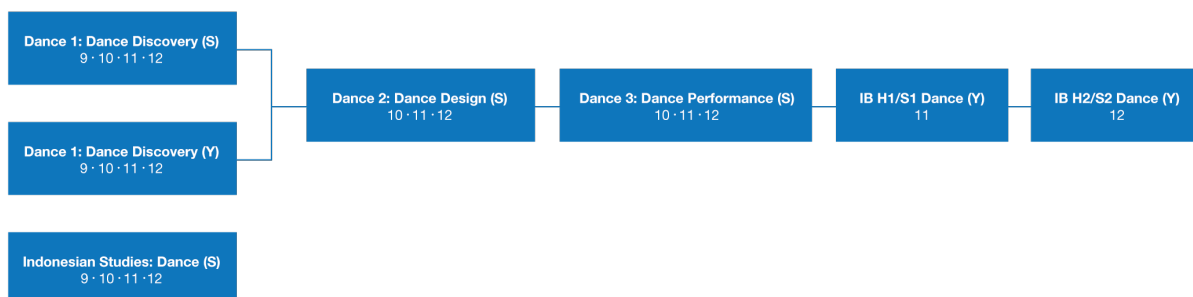 Dance 1: Dance Discovery (S)
9 · 10 · 11 · 12
Dance 1: Dance Discovery (Y)
9 · 10 · 11 · 12
Indonesian Studies: Dance (S)
9 · 10 · 11 · 12
Dance 2: Dance Design (S)
10 · 11 · 12
Dance 3: Dance Performance (S)
10 · 11 · 12
IB H1/S1 Dance (Y)
11
IB H2/S2 Dance (Y)
12